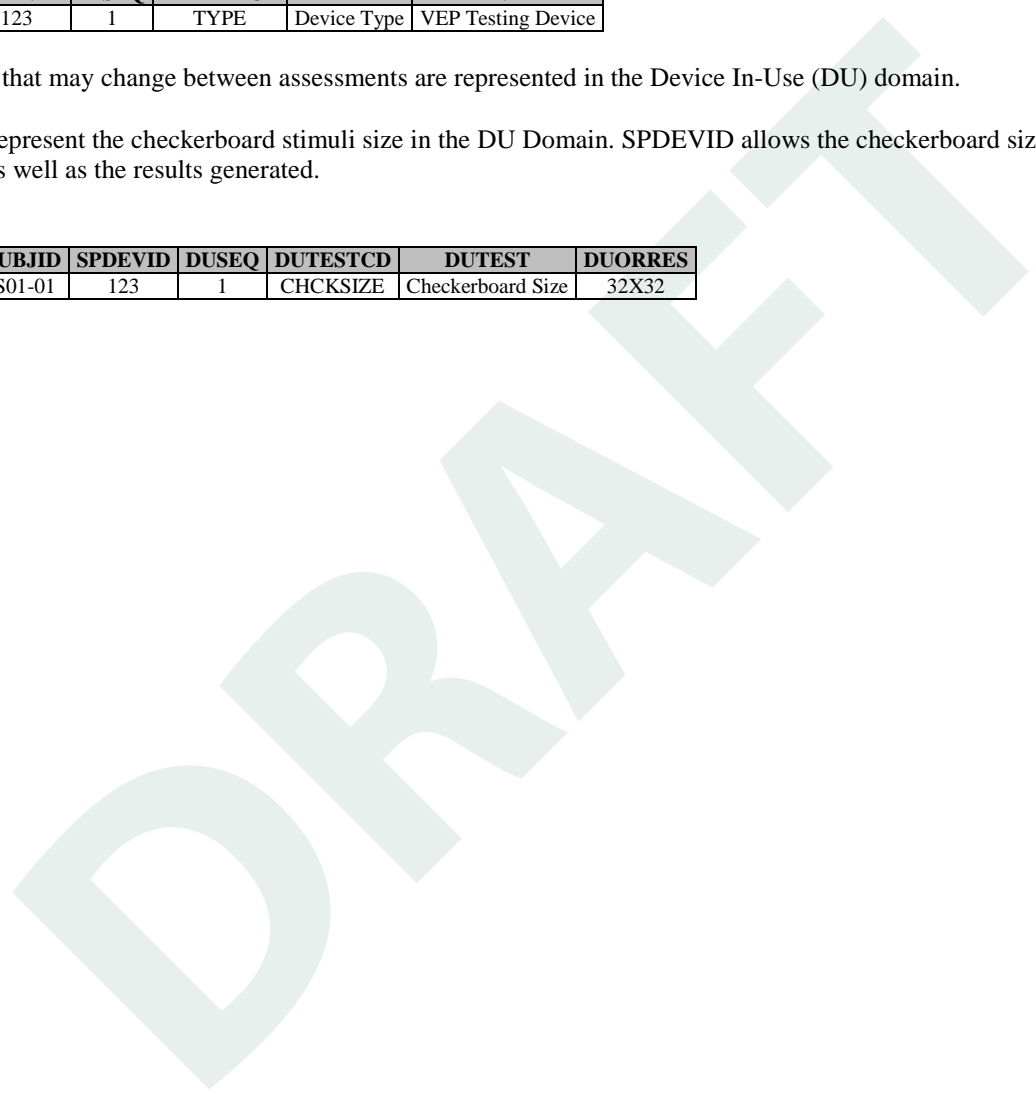 123 1 TYPE Device Type VEP Testing Device
that may change between assessments are represented in the Device In-Use (DU) domain.
epresent the checkerboard stimuli size in the DU Domain. SPDEVID allows the checkerboard siz
s well as the results generated.
UBJID SPDEVID DUSEQ DUTESTCD DUTEST DUORRES
S01-01 123 1 CHCKSIZE Checkerboard Size 32X32
DRAFT